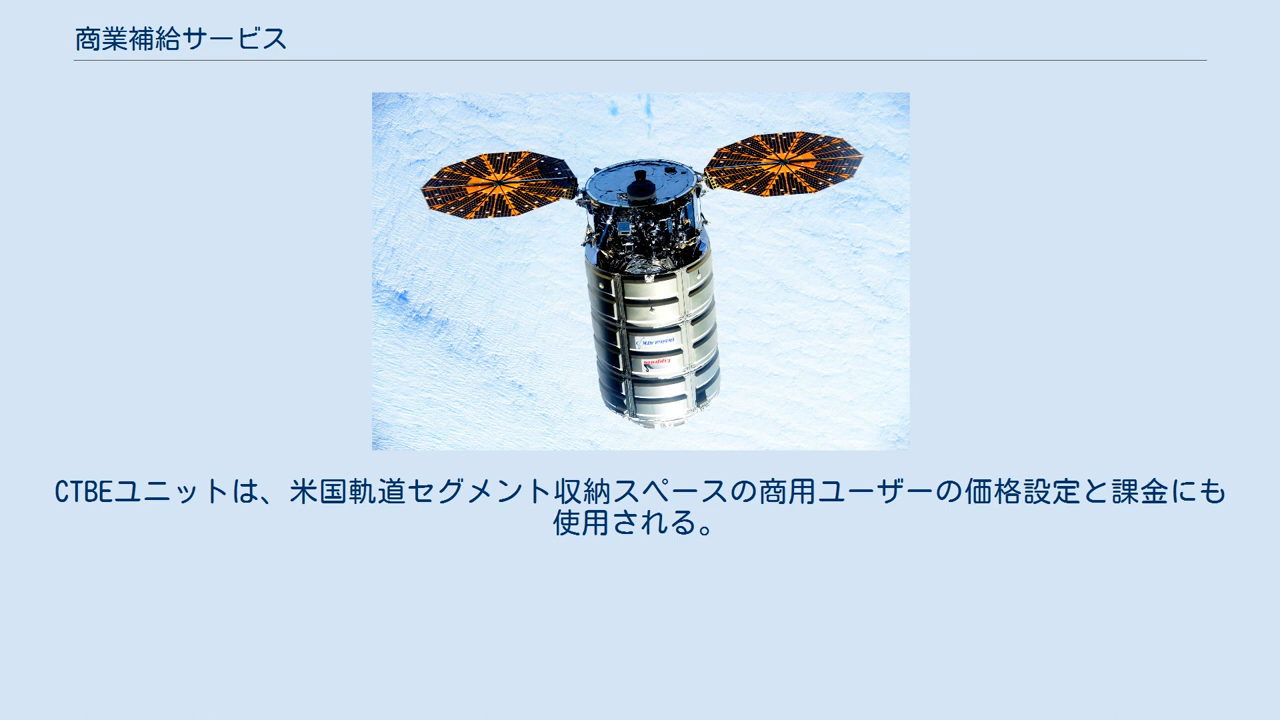 商業補給サービス
CTBEユニットは、米国軌道セグメント収納スペースの商用ユーザーの価格設定と課金にも
使用される。